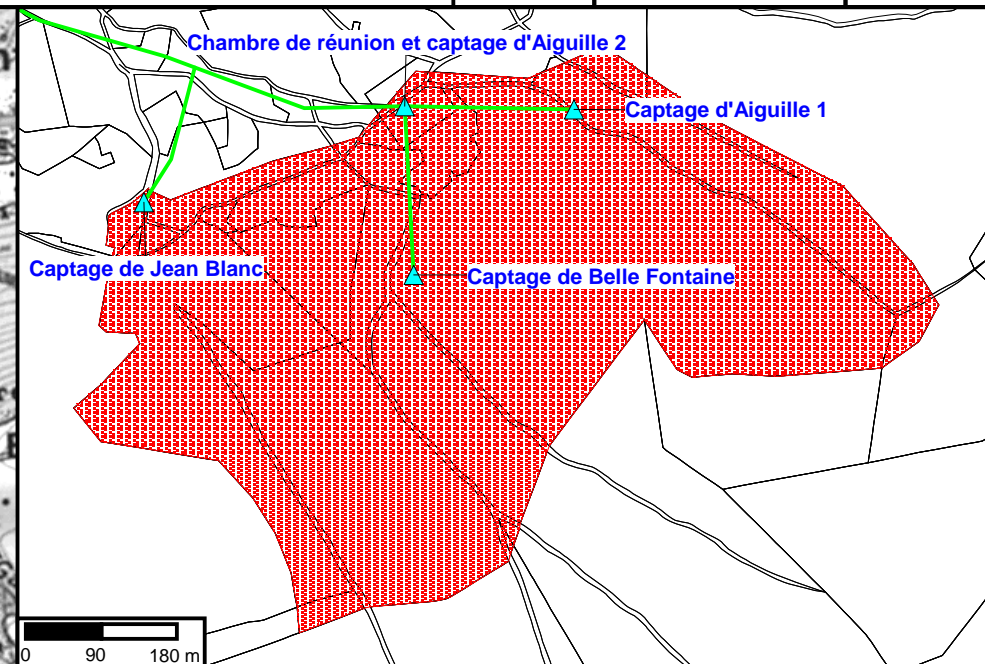 Chambre de réunion et captage d'Aiguille 2
Captage d'Aiguille 1
Captage de Jean Blanc
Captage de Belle Fontaine
0 90 180 m